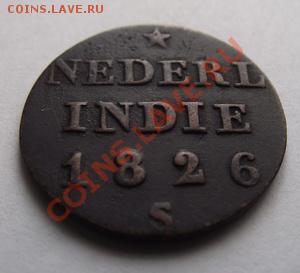 COINS.LAVE.RU
★
NEDERL
INDIE
1826
S
COINS.LAVE.RU